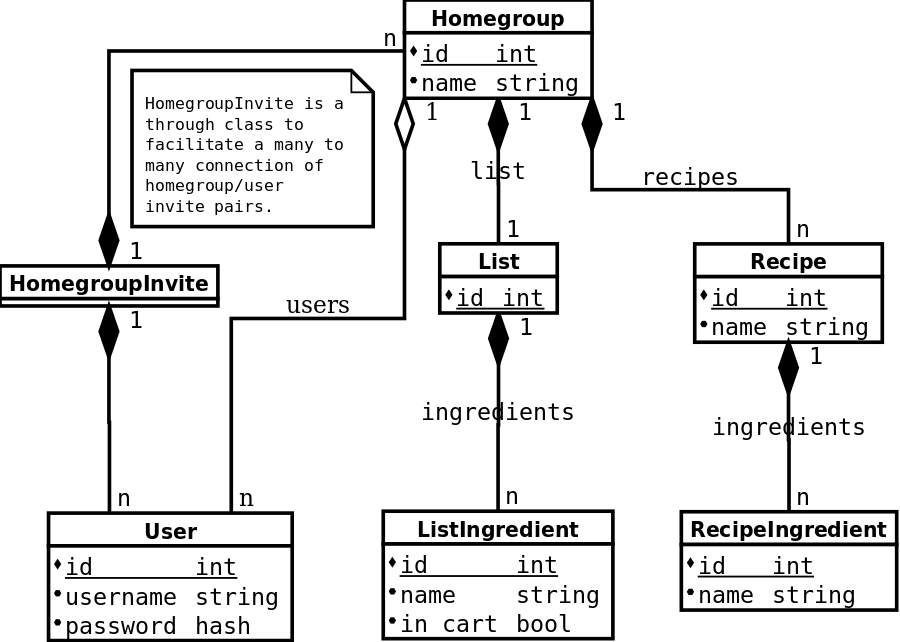 Homegroup
id int
name string
n
1
1
1
HomegroupInvite is a
through class to
facilitate a many to
many connection of
homegroup/user
invite pairs.
list
recipes
1
1
n
HomegroupInvite
List
id int
Recipe
id int
name string
1
users
1
1
ingredients
ingredients
n
n
n
n
User
id int
username string
password hash
ListIngredient
id int
name string
in cart bool
RecipeIngredient
id int
name string